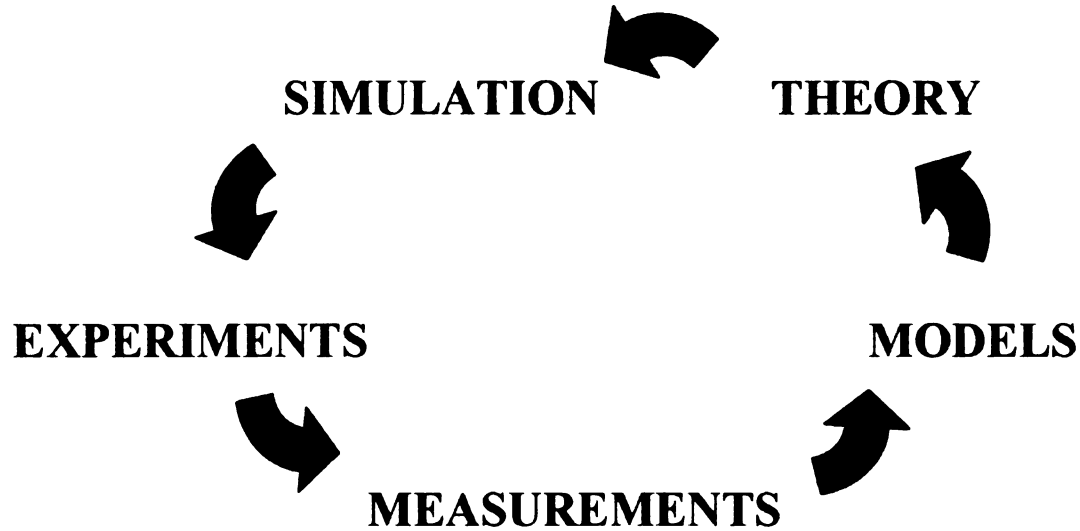 SIMULATION
THEORY
EXPERIMENTS
MODELS
MEASUREMENTS